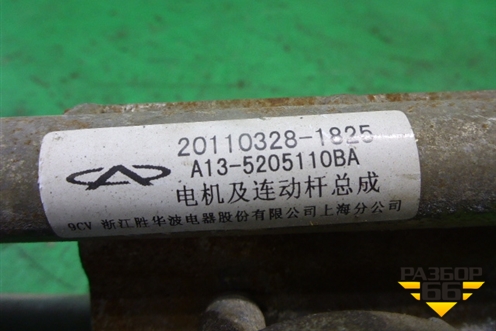 20110328-1825
A13-5205110BA
电机及连动杆总成
9CV 浙江胜华波电器股份有限公司上海分公司
РАЗБОР
66